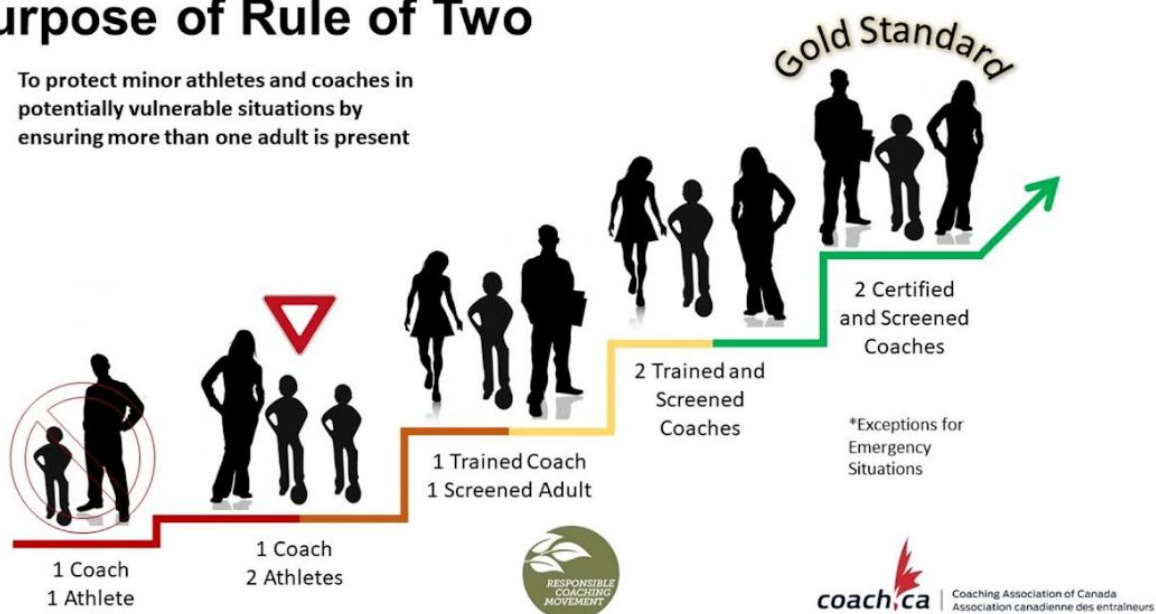 urpose of Rule of Two
To protect minor athletes and coaches in
potentially vulnerable situations by
ensuring more than one adult is present
Gold Standard
1 Coach
1 Athlete
1 Coach
2 Athletes
1 Trained Coach
1 Screened Adult
2 Trained and
Screened
Coaches
2 Certified
and Screened
Coaches
*Exceptions for
Emergency
Situations
RESPONSIBLE
COACHING
MOVEMENT
coach.ca
Coaching Association of Canada
Association canadienne des entraîneurs